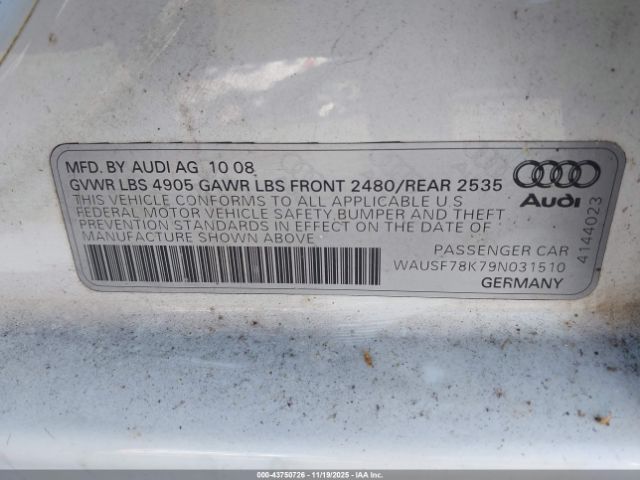 MFD. BY AUDI AG 10 08
GVWR LBS 4905 GAWR LBS FRONT 2480/REAR 2535
THIS VEHICLE CONFORMS TO ALL APPLICABLE U S
FEDERAL MOTOR VEHICLE SAFETY, BUMPER AND THEFT
PREVENTION STANDARDS IN EFFECT ON THE DATE OF
MANUFACTURE SHOWN ABOVE
PASSENGER CAR
WAUSF78K79N031510
GERMANY
Audi
4144023
000-43750726 - 11/19/2025 - IAAI.COM